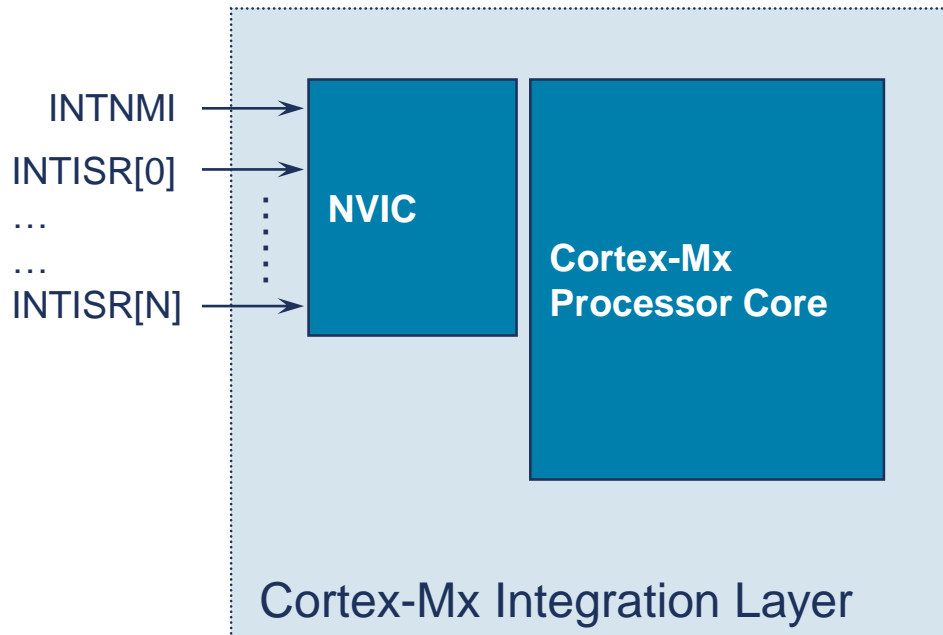 INTNMI
INTISR[0]
…
…
INTISR[N]
NVIC
Cortex-Mx
Processor Core
Cortex-Mx Integration Layer